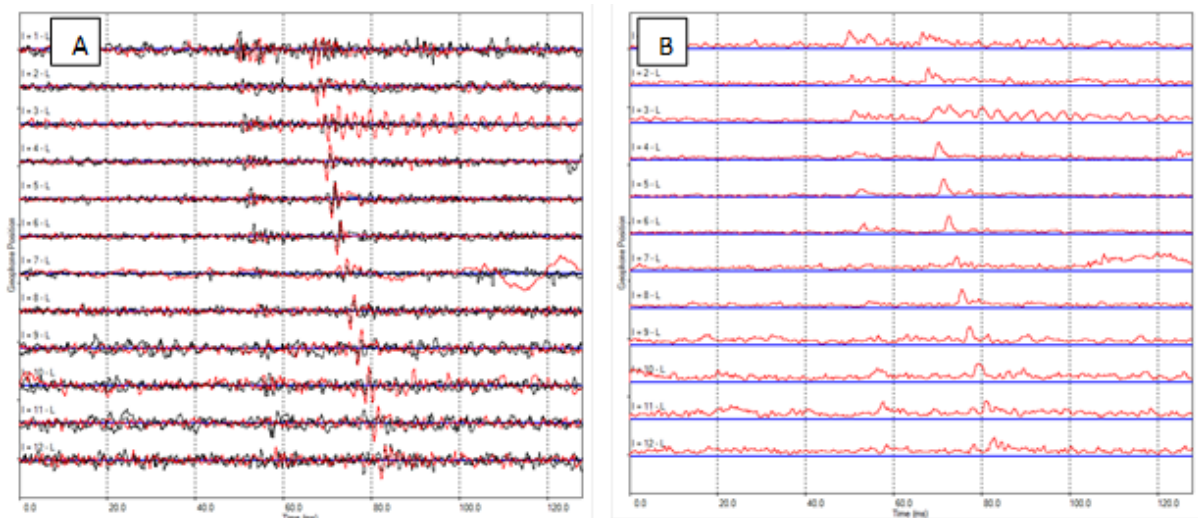 A
I = 1 - L
I = 2 - L
I = 3 - L
I = 4 - L
I = 5 - L
I = 6 - L
I = 7 - L
I = 8 - L
I = 9 - L
I = 10 - L
I = 11 - L
I = 12 - L
Geophone Position
0.0 20.0 40.0 60.0 80.0 100.0 120.0
Time (ms)
B
I = 2 - L
I = 3 - L
I = 4 - L
I = 5 - L
I = 6 - L
I = 7 - L
I = 8 - L
I = 9 - L
I = 10 - L
I = 11 - L
I = 12 - L
Geophone Position
0.0 20.0 40.0 60.0 80.0 100.0 120.0
Time (ms)